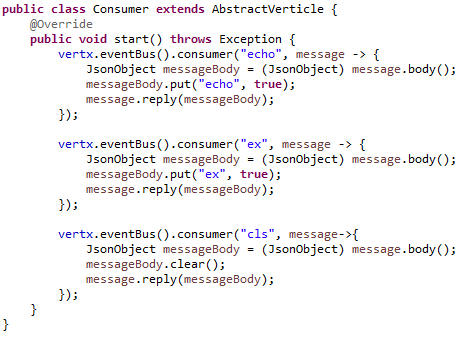 public class Consumer extends AbstractVerticle {
    @Override
    public void start() throws Exception {
        vertx.eventBus().consumer("echo", message -> {
            JsonObject messageBody = (JsonObject) message.body();
            messageBody.put("echo", true);
            message.reply(messageBody);
        });

        vertx.eventBus().consumer("ex", message -> {
            JsonObject messageBody = (JsonObject) message.body();
            messageBody.put("ex", true);
            message.reply(messageBody);
        });

        vertx.eventBus().consumer("cls", message->{
            JsonObject messageBody = (JsonObject) message.body();
            messageBody.clear();
            message.reply(messageBody);
        });
    }
}